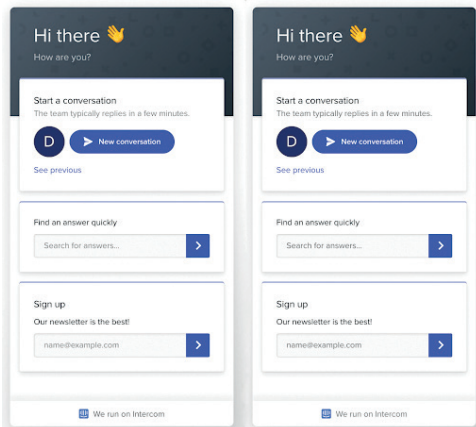 Hi there 👋
How are you?
Start a conversation
The team typically replies in a few minutes.
D
New conversation
See previous
Find an answer quickly
Search for answers...
Sign up
Our newsletter is the best!
name@example.com
We run on Intercom
Hi there 👋
How are you?
Start a conversation
The team typically replies in a few minutes.
D
New conversation
See previous
Find an answer quickly
Search for answers...
Sign up
Our newsletter is the best!
name@example.com
We run on Intercom